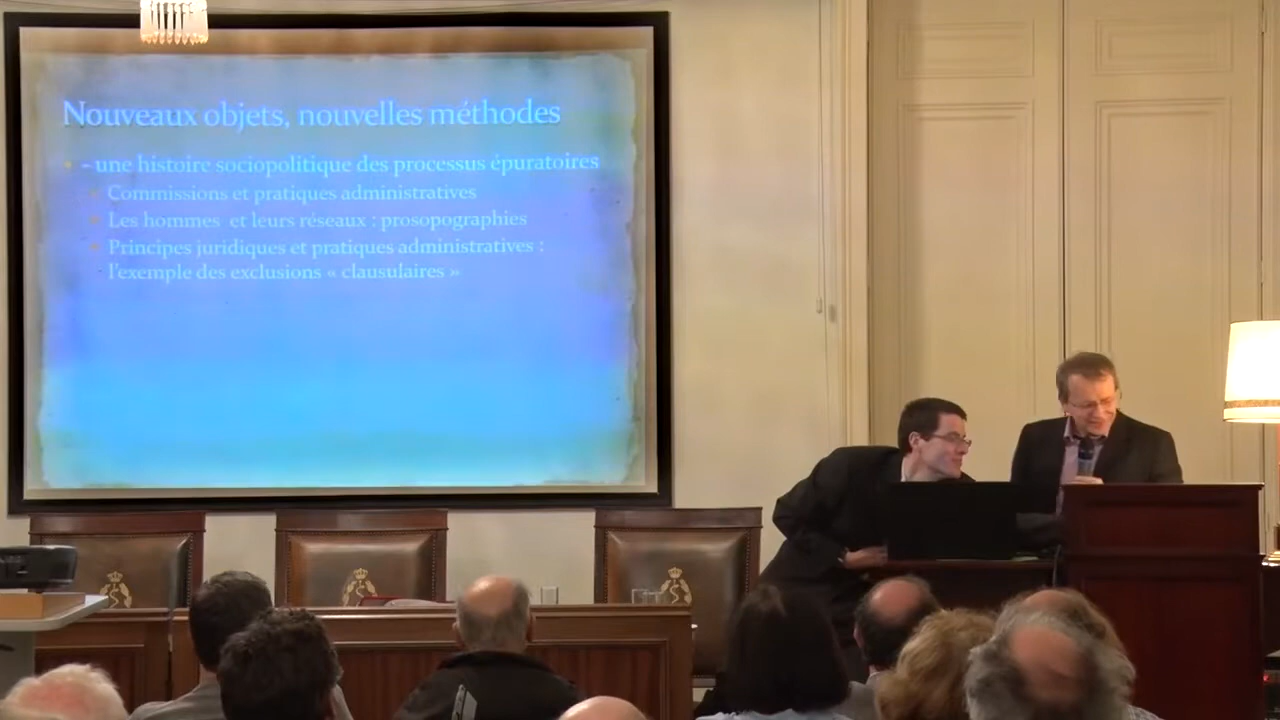 Nouveaux objets, nouvelles méthodes
- une histoire sociopolitique des processus épuratoires
Commissions et pratiques administratives
Les hommes et leurs réseaux : prosopographies
Principes juridiques et pratiques administratives :
l'exemple des exclusions « clausulaires »